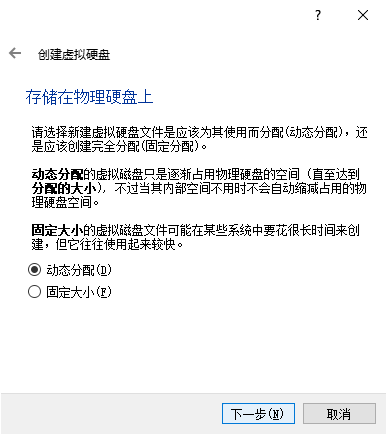 ?
创建虚拟硬盘
存储在物理硬盘上
请选择新建虚拟硬盘文件是应该为其使用而分配(动态分配)，还
是应该创建完全分配(固定分配)。
动态分配的虚拟磁盘只是逐渐占用物理硬盘的空间（直至达到
分配的大小)，不过当其内部空间不用时不会自动缩减占用的物
理硬盘空间。
固定大小的虚拟磁盘文件可能在某些系统中要花很长时间来创
建，但它往往使用起来较快。
动态分配(D)
固定大小(F)
下一步(N)
取消